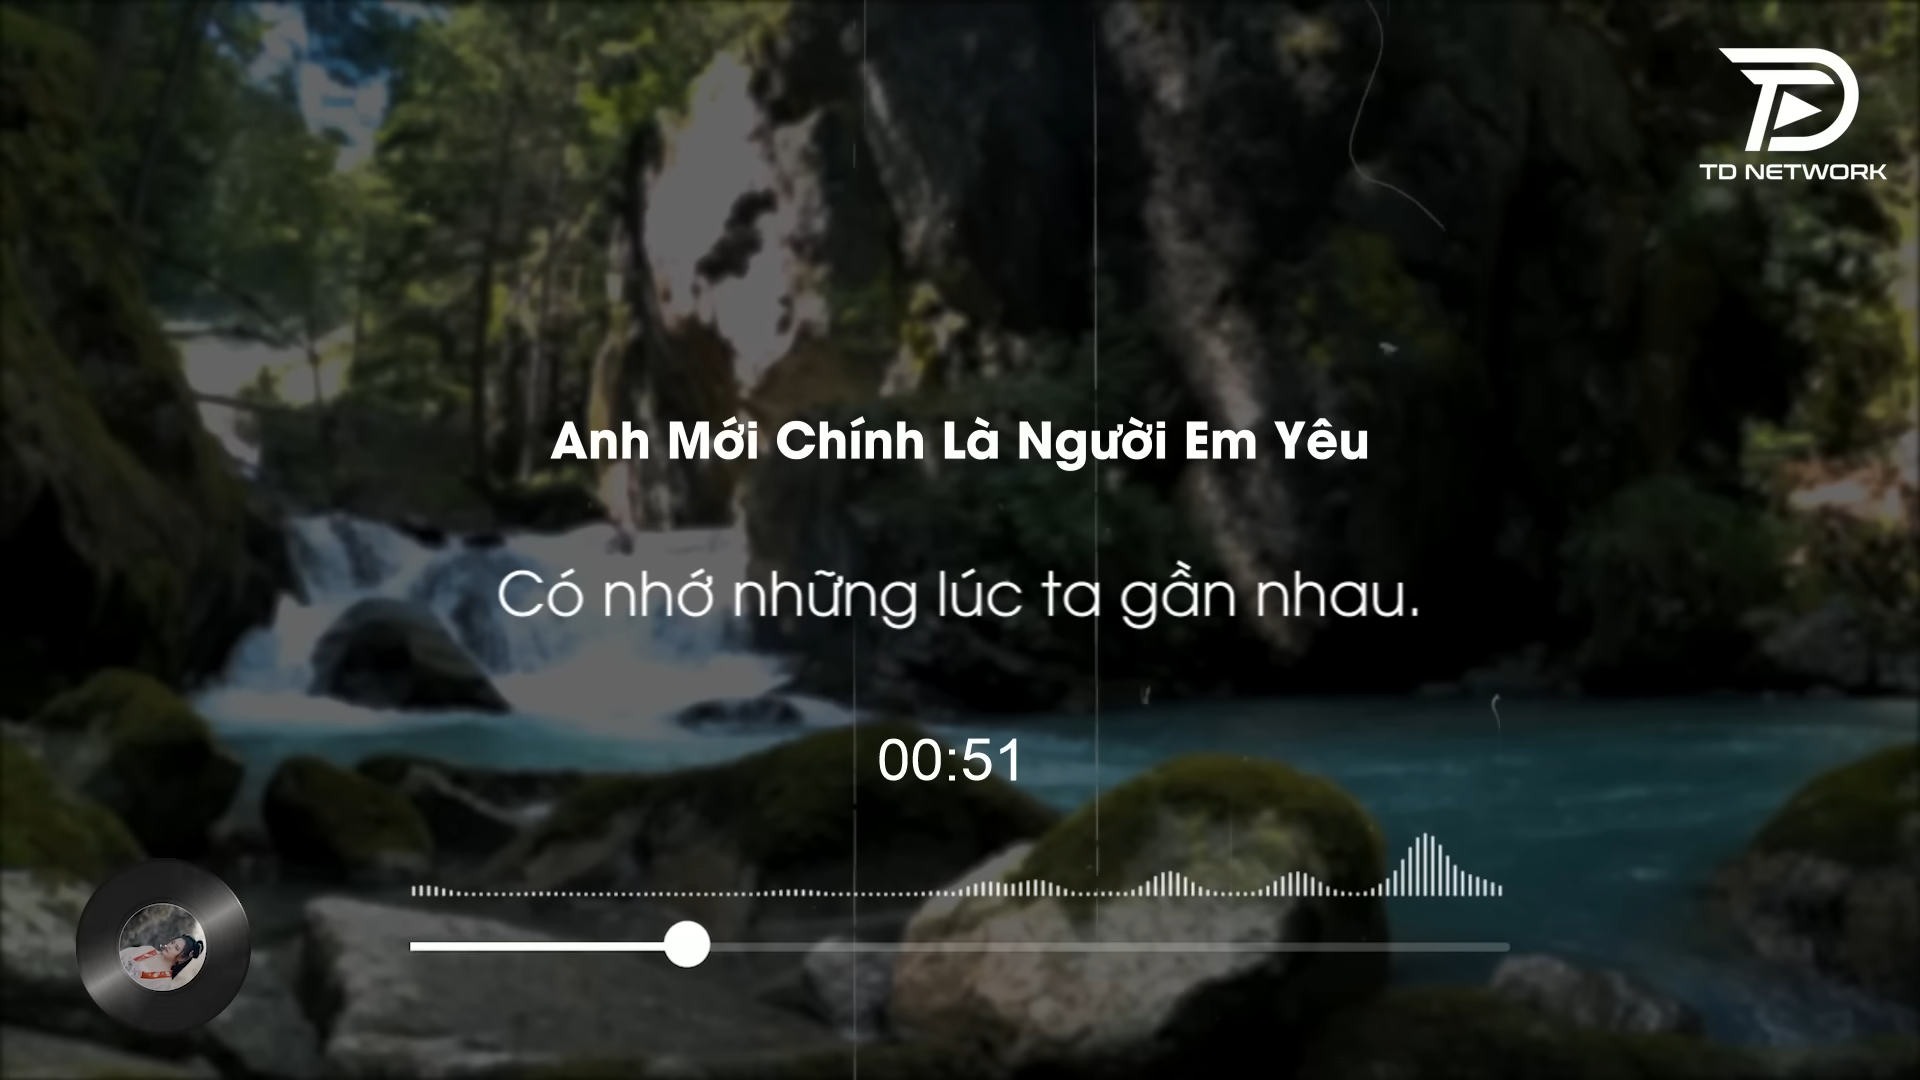 TD NETWORK
Anh Mới Chính Là Người Em Yêu
Có nhớ những lúc ta gần nhau.
00:51